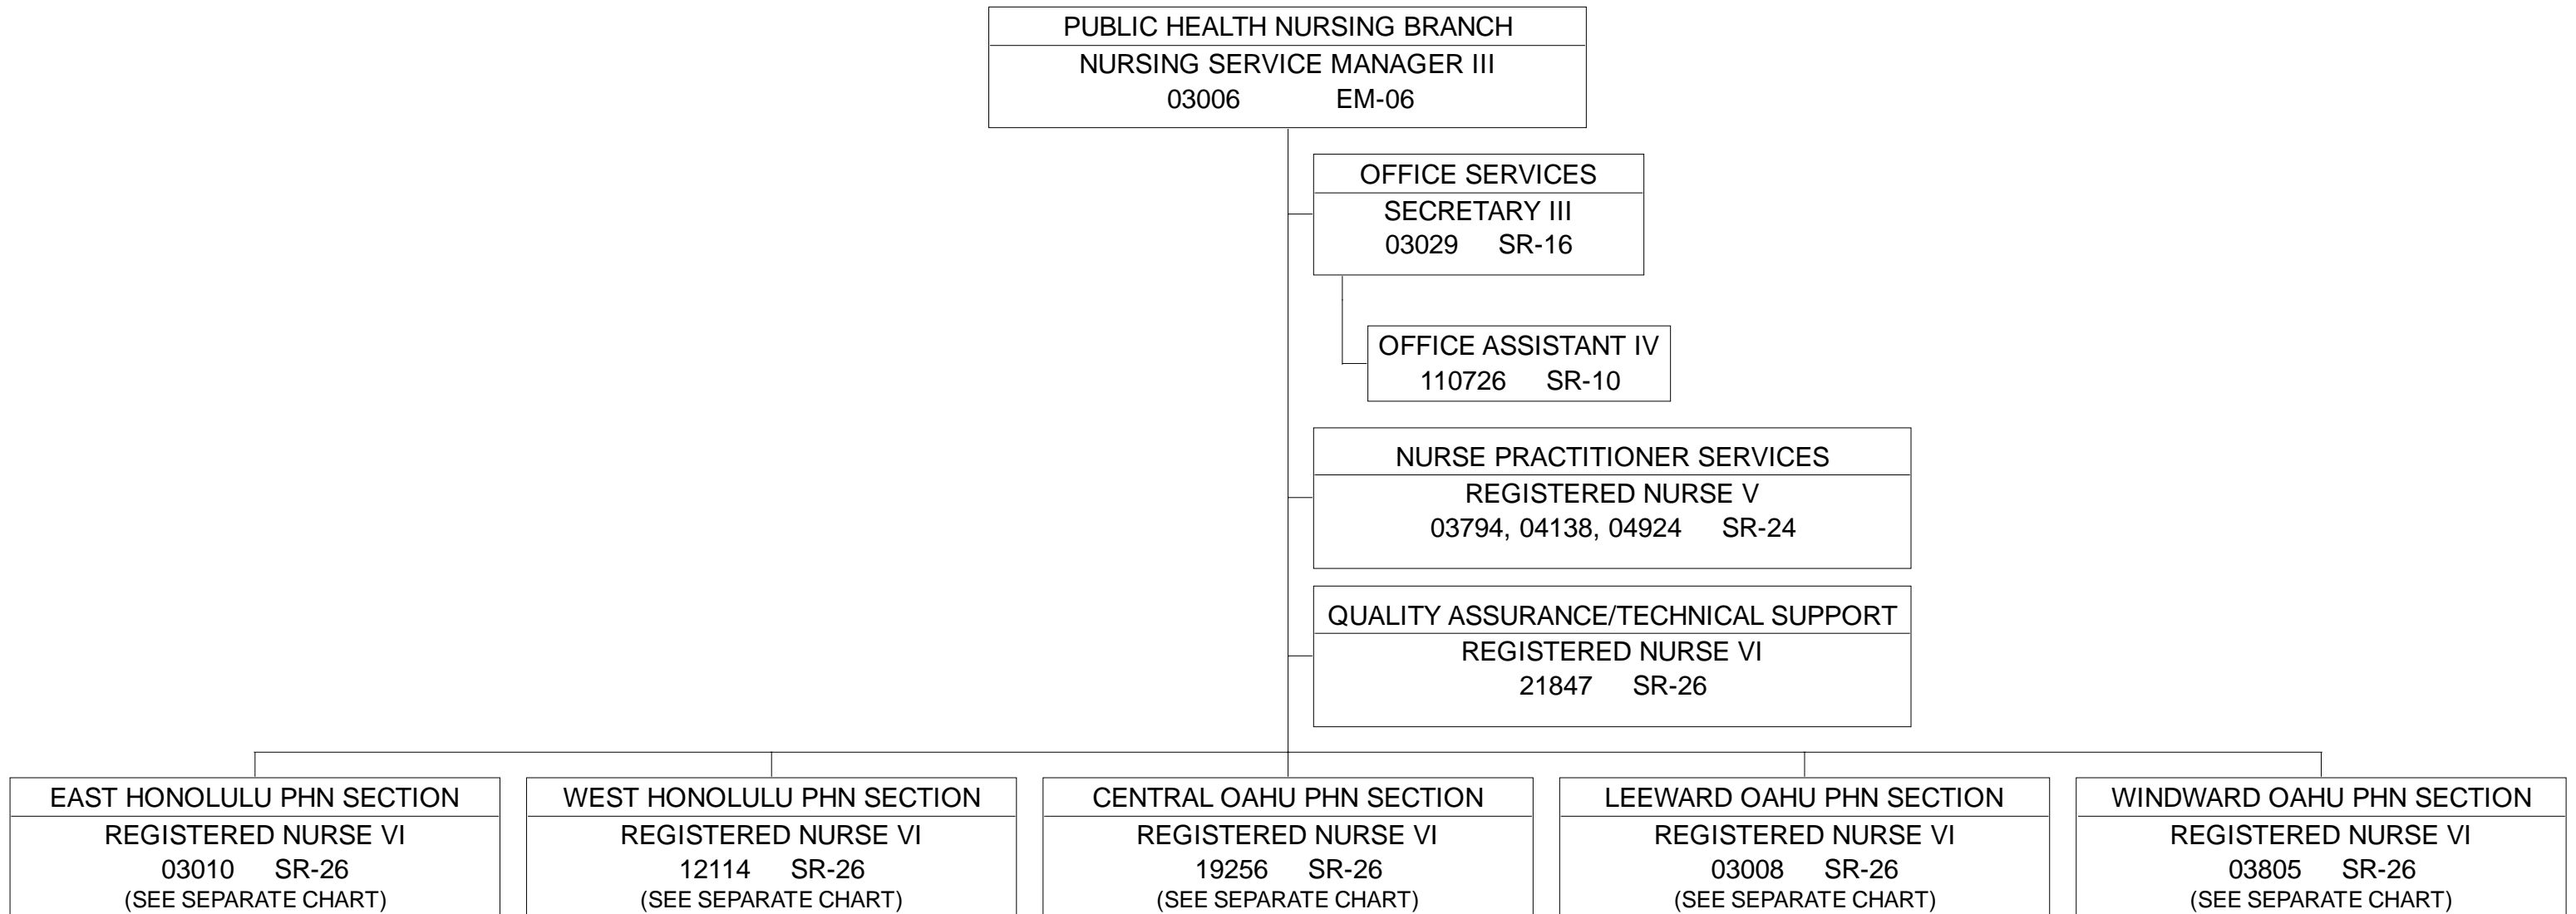 PUBLIC HEALTH NURSING BRANCH
NURSING SERVICE MANAGER III
03006 EM-06
OFFICE SERVICES
SECRETARY III
03029 SR-16
OFFICE ASSISTANT IV
110726 SR-10
NURSE PRACTITIONER SERVICES
REGISTERED NURSE V
03794, 04138, 04924 SR-24
QUALITY ASSURANCE/TECHNICAL SUPPORT
REGISTERED NURSE VI
21847 SR-26
EAST HONOLULU PHN SECTION
REGISTERED NURSE VI
03010 SR-26
(SEE SEPARATE CHART)
WEST HONOLULU PHN SECTION
REGISTERED NURSE VI
12114 SR-26
(SEE SEPARATE CHART)
CENTRAL OAHU PHN SECTION
REGISTERED NURSE VI
19256 SR-26
(SEE SEPARATE CHART)
LEEWARD OAHU PHN SECTION
REGISTERED NURSE VI
03008 SR-26
(SEE SEPARATE CHART)
WINDWARD OAHU PHN SECTION
REGISTERED NURSE VI
03805 SR-26
(SEE SEPARATE CHART)